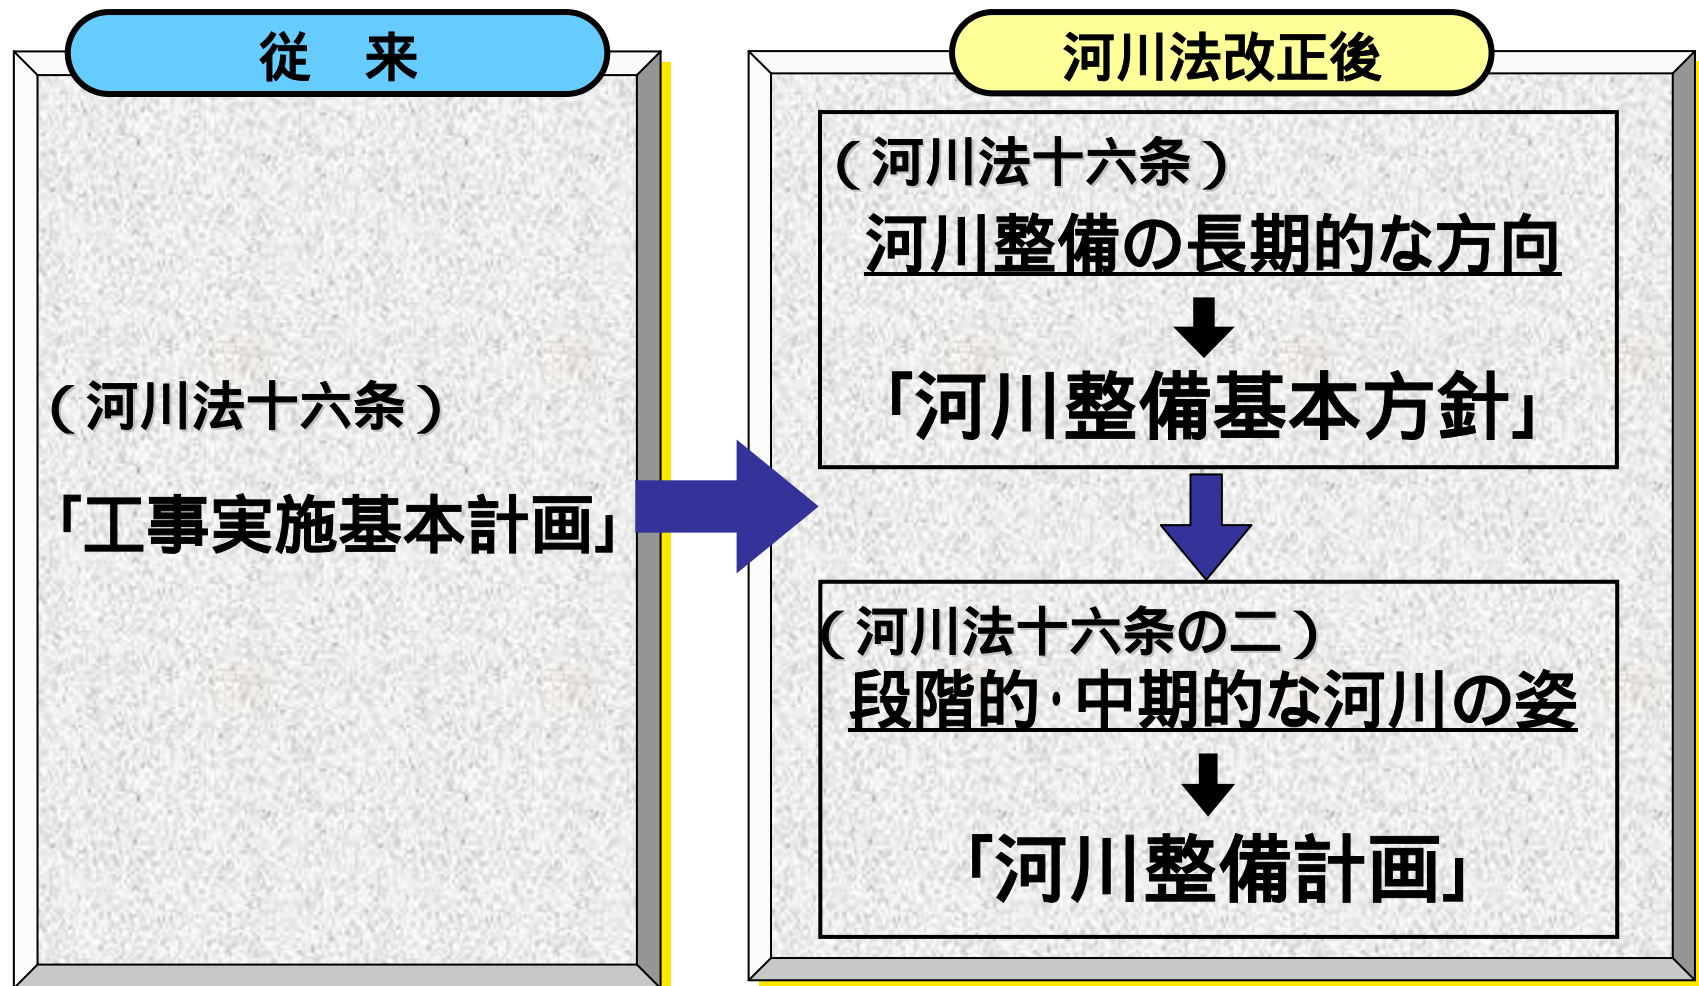 従　来
（河川法十六条）
「工事実施基本計画」
河川法改正後
（河川法十六条）
河川整備の長期的な方向
「河川整備基本方針」
（河川法十六条の二）
段階的・中期的な河川の姿
「河川整備計画」